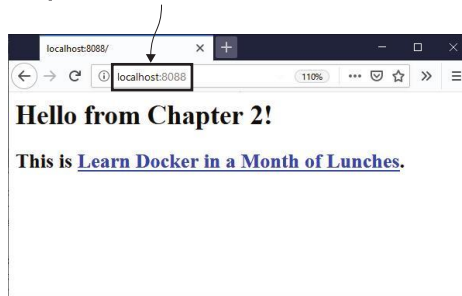 localhost:8088/
localhost:8088
110%
Hello from Chapter 2!
This is Learn Docker in a Month of Lunches.